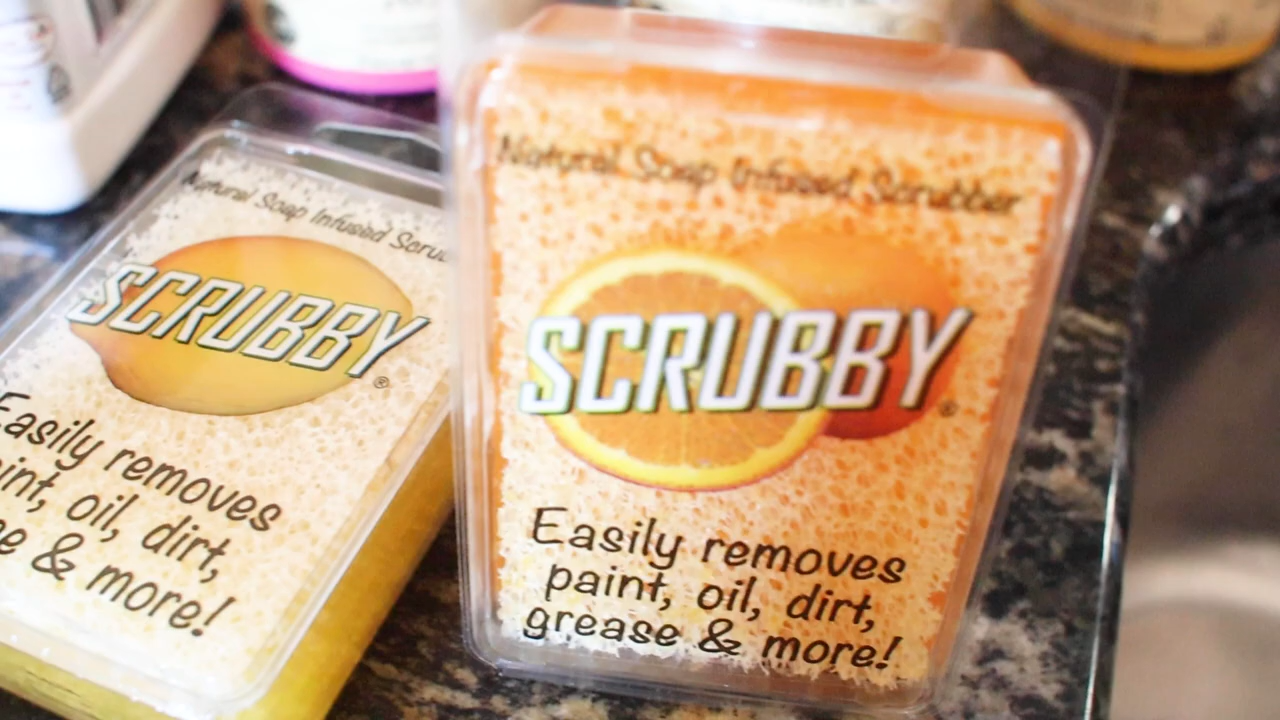 Natural Soap Infused Scru
SCRUBBY®
Easily removes
int, oil, dirt,
e & more!
Natural Soap Infused Scrubber
SCRUBBY®
Easily removes
paint, oil, dirt,
grease & more!